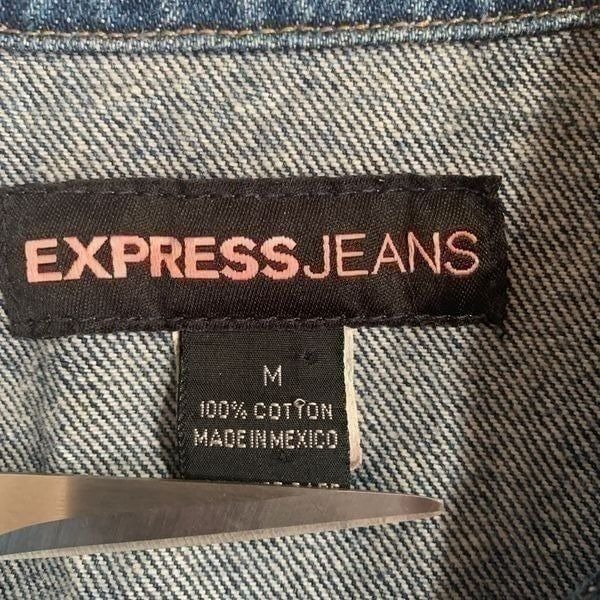 EXPRESSJEANS
M
100% COTTON
MADE IN MEXICO